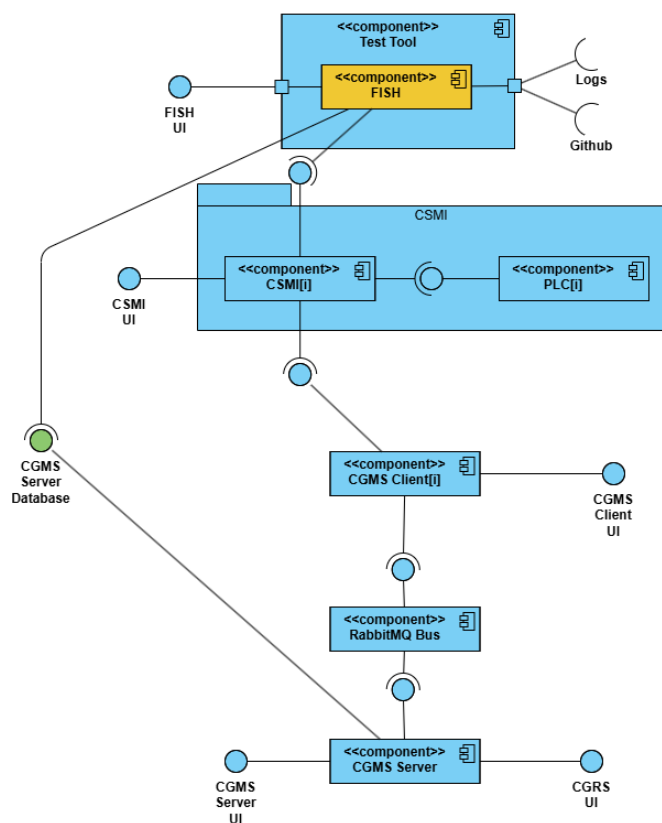 <<component>>
Test Tool
<<component>>
FISH
FISH
UI
Logs
Github
CSMI
<<component>>
CSMI[i]
<<component>>
PLC[i]
CSMI
UI
CGMS
Server
Database
<<component>>
CGMS Client[i]
CGMS
Client
UI
<<component>>
RabbitMQ Bus
<<component>>
CGMS Server
CGMS
Server
UI
CGRS
UI